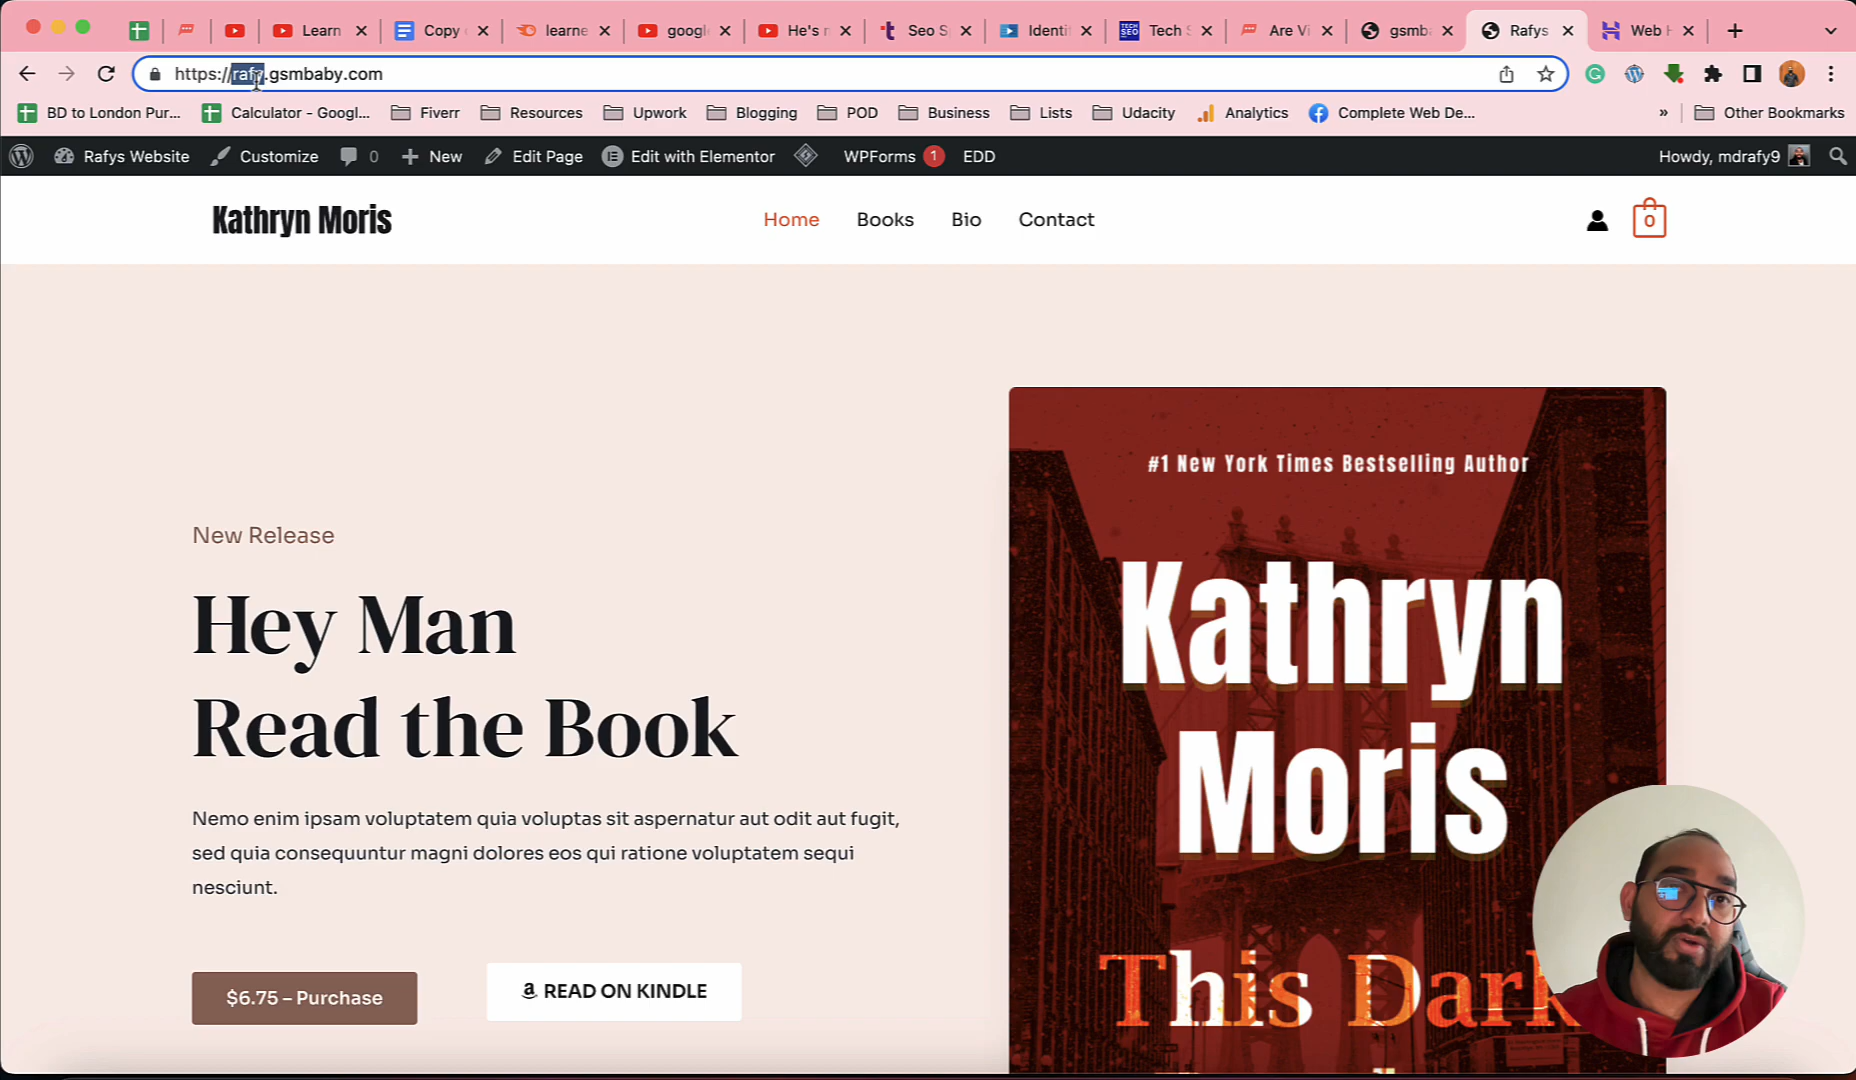 Learn
Copy
learne
google
He's n
Seo S
Identi
TECH SEO
Tech S
Are Vi
gsmba
Rafys
Web H
https://rafy.gsmbaby.com
BD to London Pur...
Calculator - Googl...
Fiverr
Resources
Upwork
Blogging
POD
Business
Lists
Udacity
Analytics
Complete Web De...
»
Other Bookmarks
Rafys Website
Customize
0
New
Edit Page
Edit with Elementor
WPForms 1
EDD
Howdy, mdrafy9
Kathryn Moris
Home
Books
Bio
Contact
0
New Release
Hey Man
Read the Book
Nemo enim ipsam voluptatem quia voluptas sit aspernatur aut odit aut fugit,
sed quia consequuntur magni dolores eos qui ratione voluptatem sequi
nesciunt.
$6.75 – Purchase
READ ON KINDLE
#1 New York Times Bestselling Author
Kathryn
Moris
This Dark